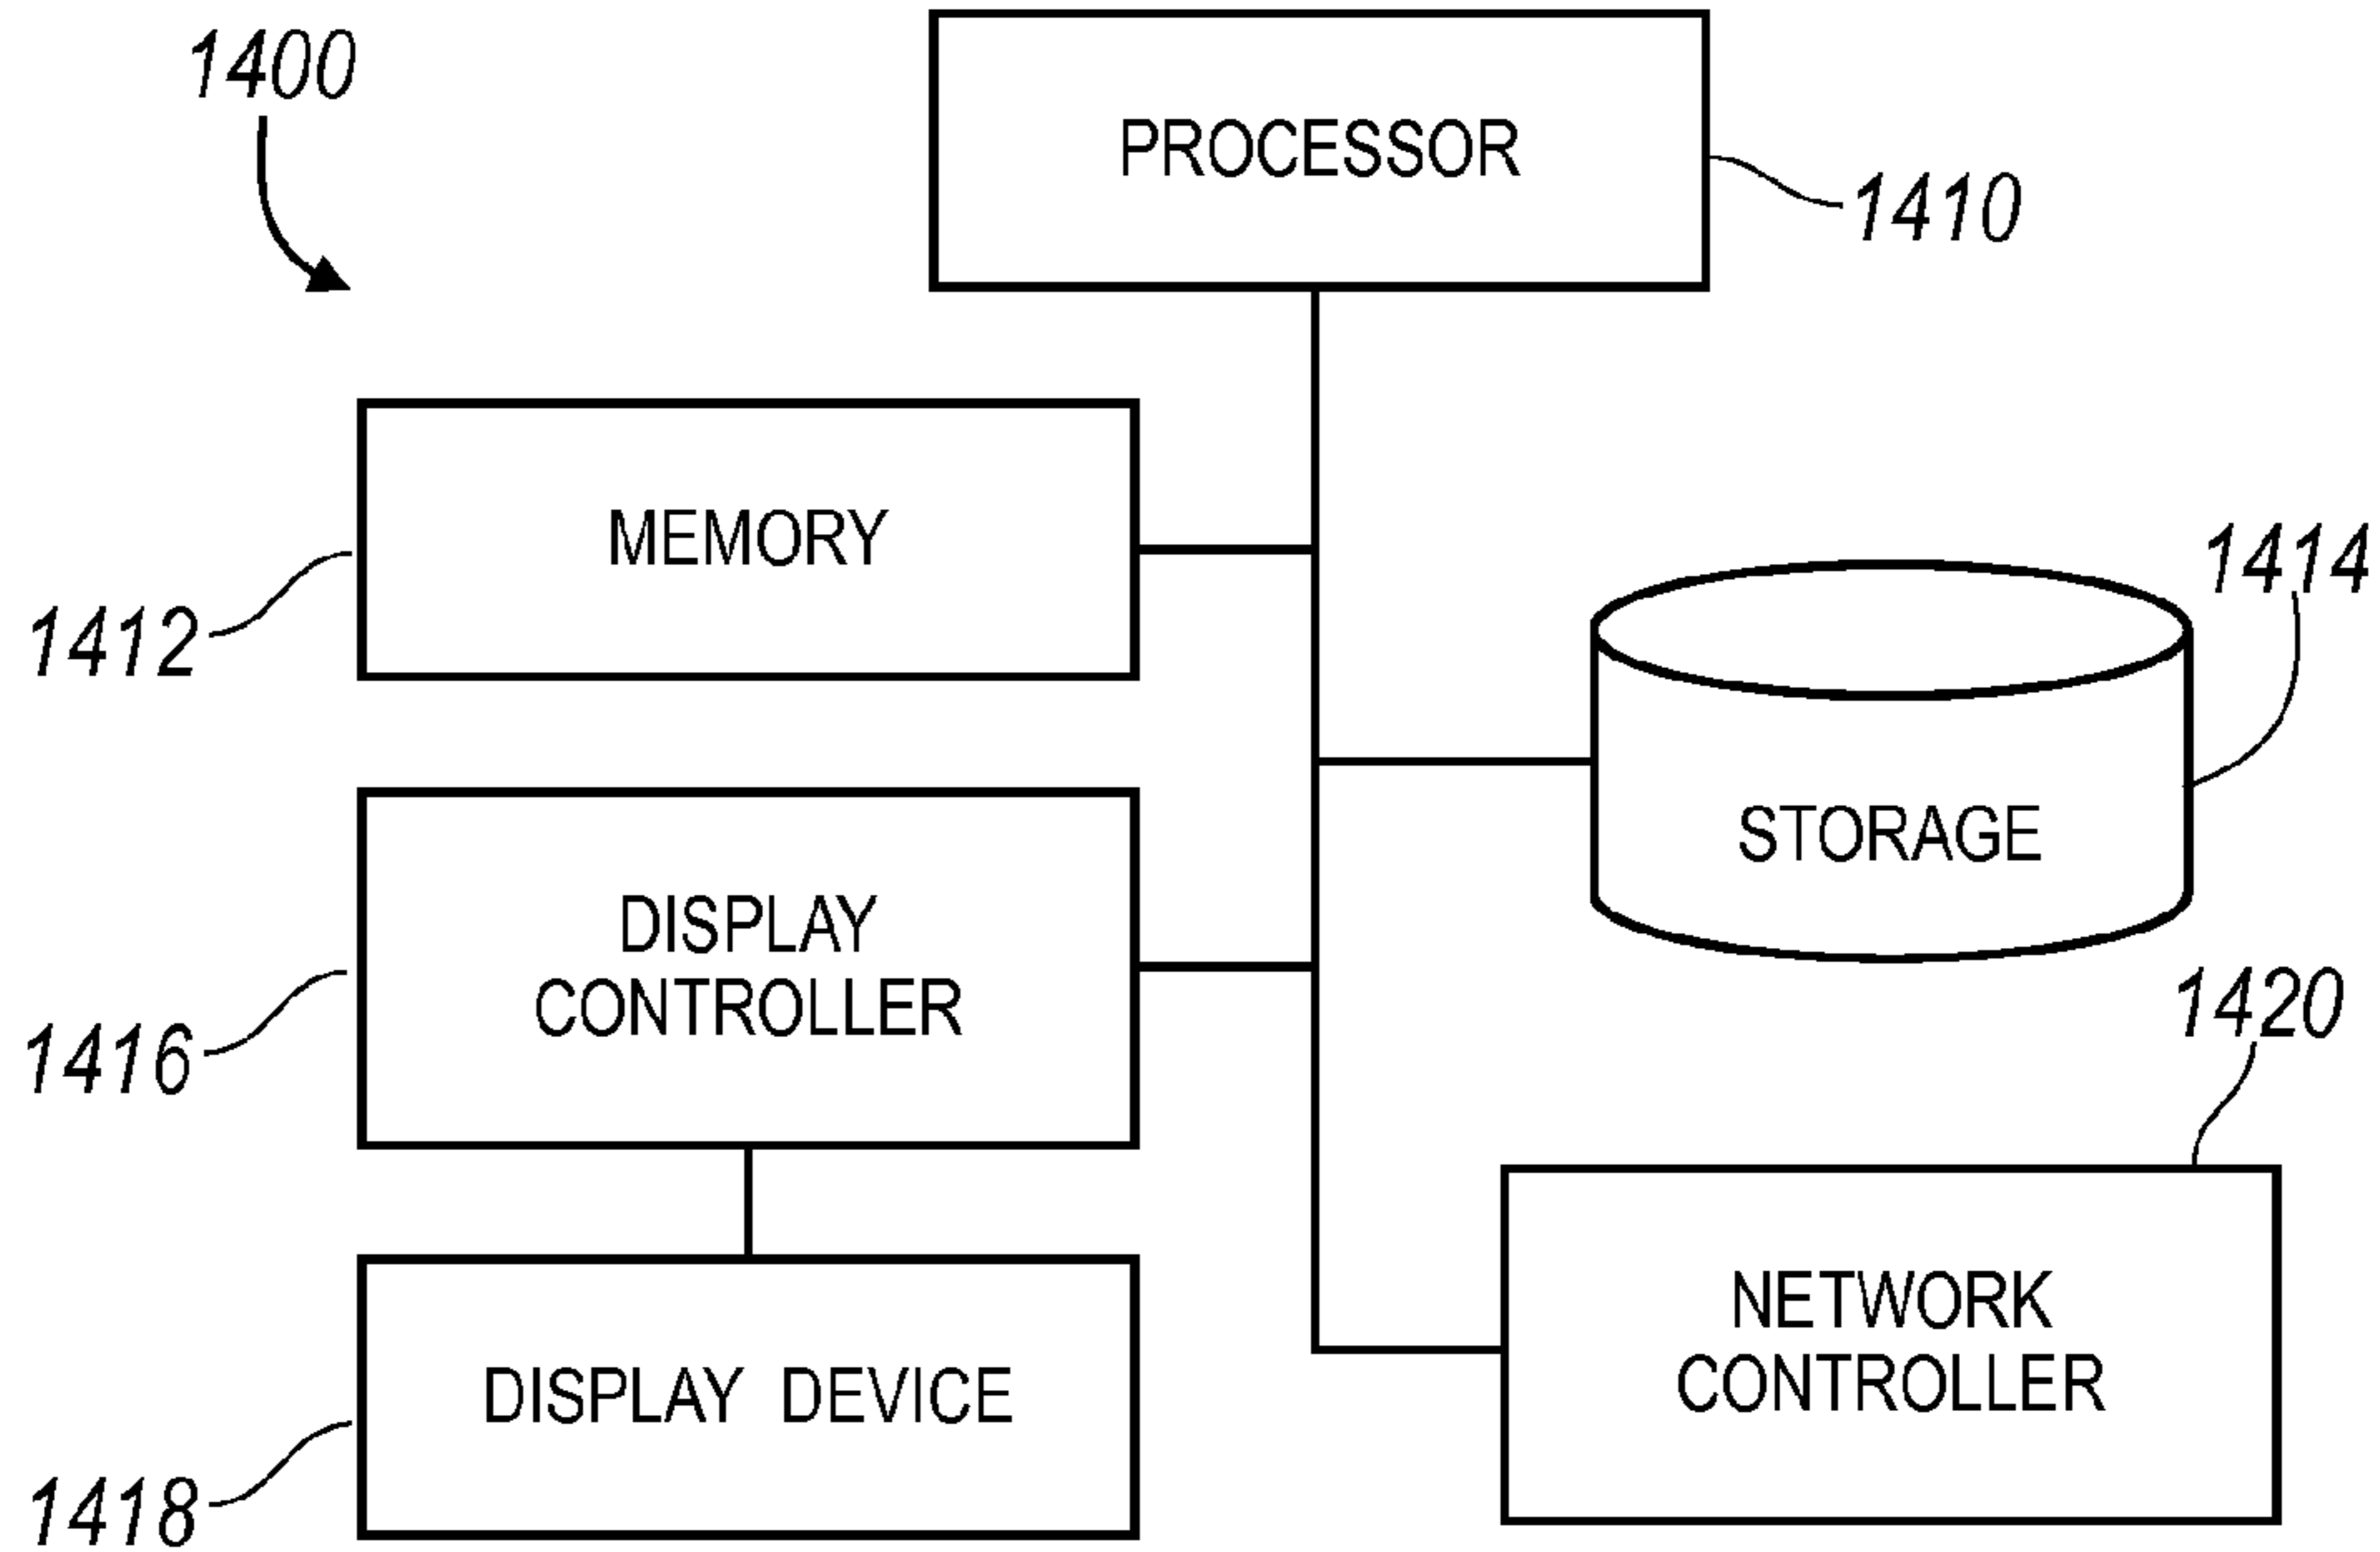 1400
PROCESSOR
1410
MEMORY
1412
1414
STORAGE
DISPLAY
CONTROLLER
1416
1420
NETWORK
CONTROLLER
DISPLAY DEVICE
1418